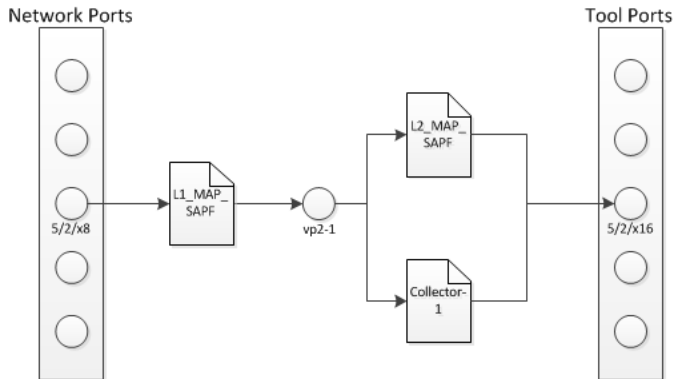 Network Ports
Tool Ports
L2_MAP_
SAPF
L1_MAP_
SAPF
5/2/x8
vp2-1
5/2/x16
Collector-
1